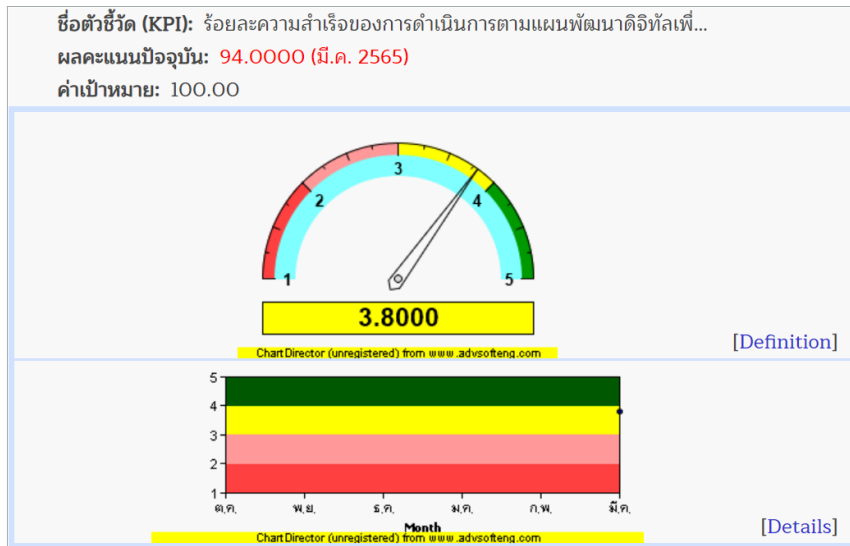 ชื่อตัวชี้วัด (KPI): ร้อยละความสำเร็จของการดำเนินการตามแผนพัฒนาดิจิทัลเพื่...
ผลคะแนนปัจจุบัน: 94.0000 (มี.ค. 2565)
ค่าเป้าหมาย: 100.00
3
2
4
1
5
3.8000
[Definition]
ChartDirector (unregistered) from www.advsofteng.com
5
4
3
2
1
ต.ค. พ.ย. ธ.ค. ม.ค. ก.พ. มี.ค.
Month
[Details]
ChartDirector (unregistered) from www.advsofteng.com